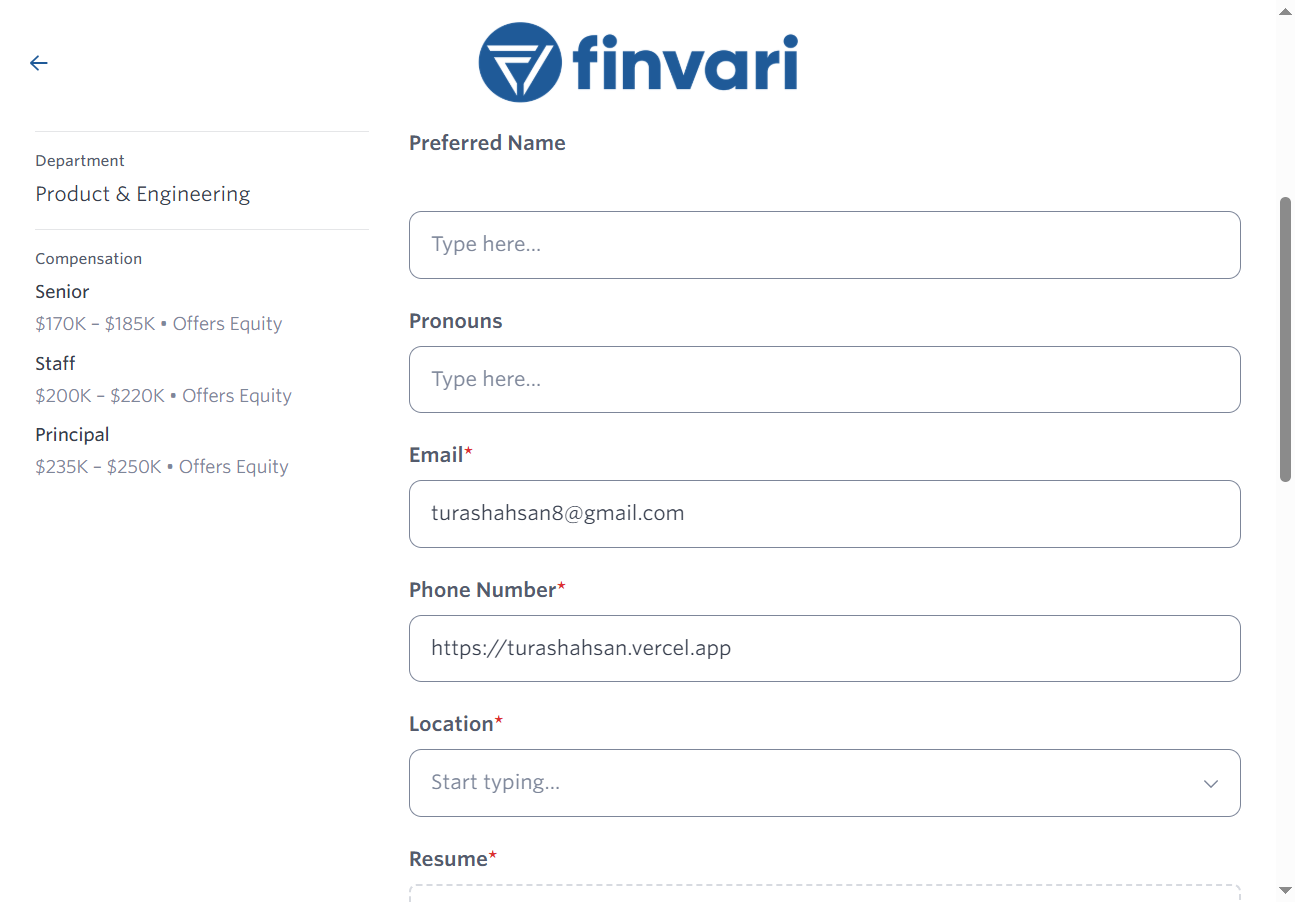 finvari
Department
Product & Engineering
Compensation
Senior
$170K – $185K • Offers Equity
Staff
$200K – $220K • Offers Equity
Principal
$235K – $250K • Offers Equity
Preferred Name
Type here...
Pronouns
Type here...
Email*
turashahsan8@gmail.com
Phone Number*
https://turashahsan.vercel.app
Location*
Start typing...
Resume*